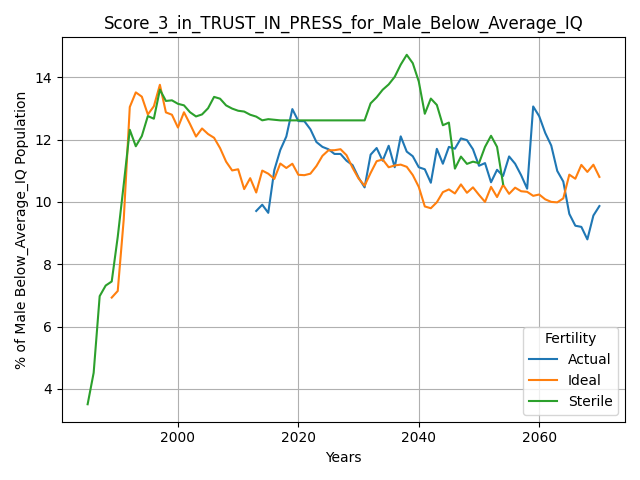 Score_3_in_TRUST_IN_PRESS_for_Male_Below_Average_IQ
% of Male Below_Average_IQ Population
14
12
10
8
6
4
2000
2020
2040
2060
Years
Fertility
Actual
Ideal
Sterile